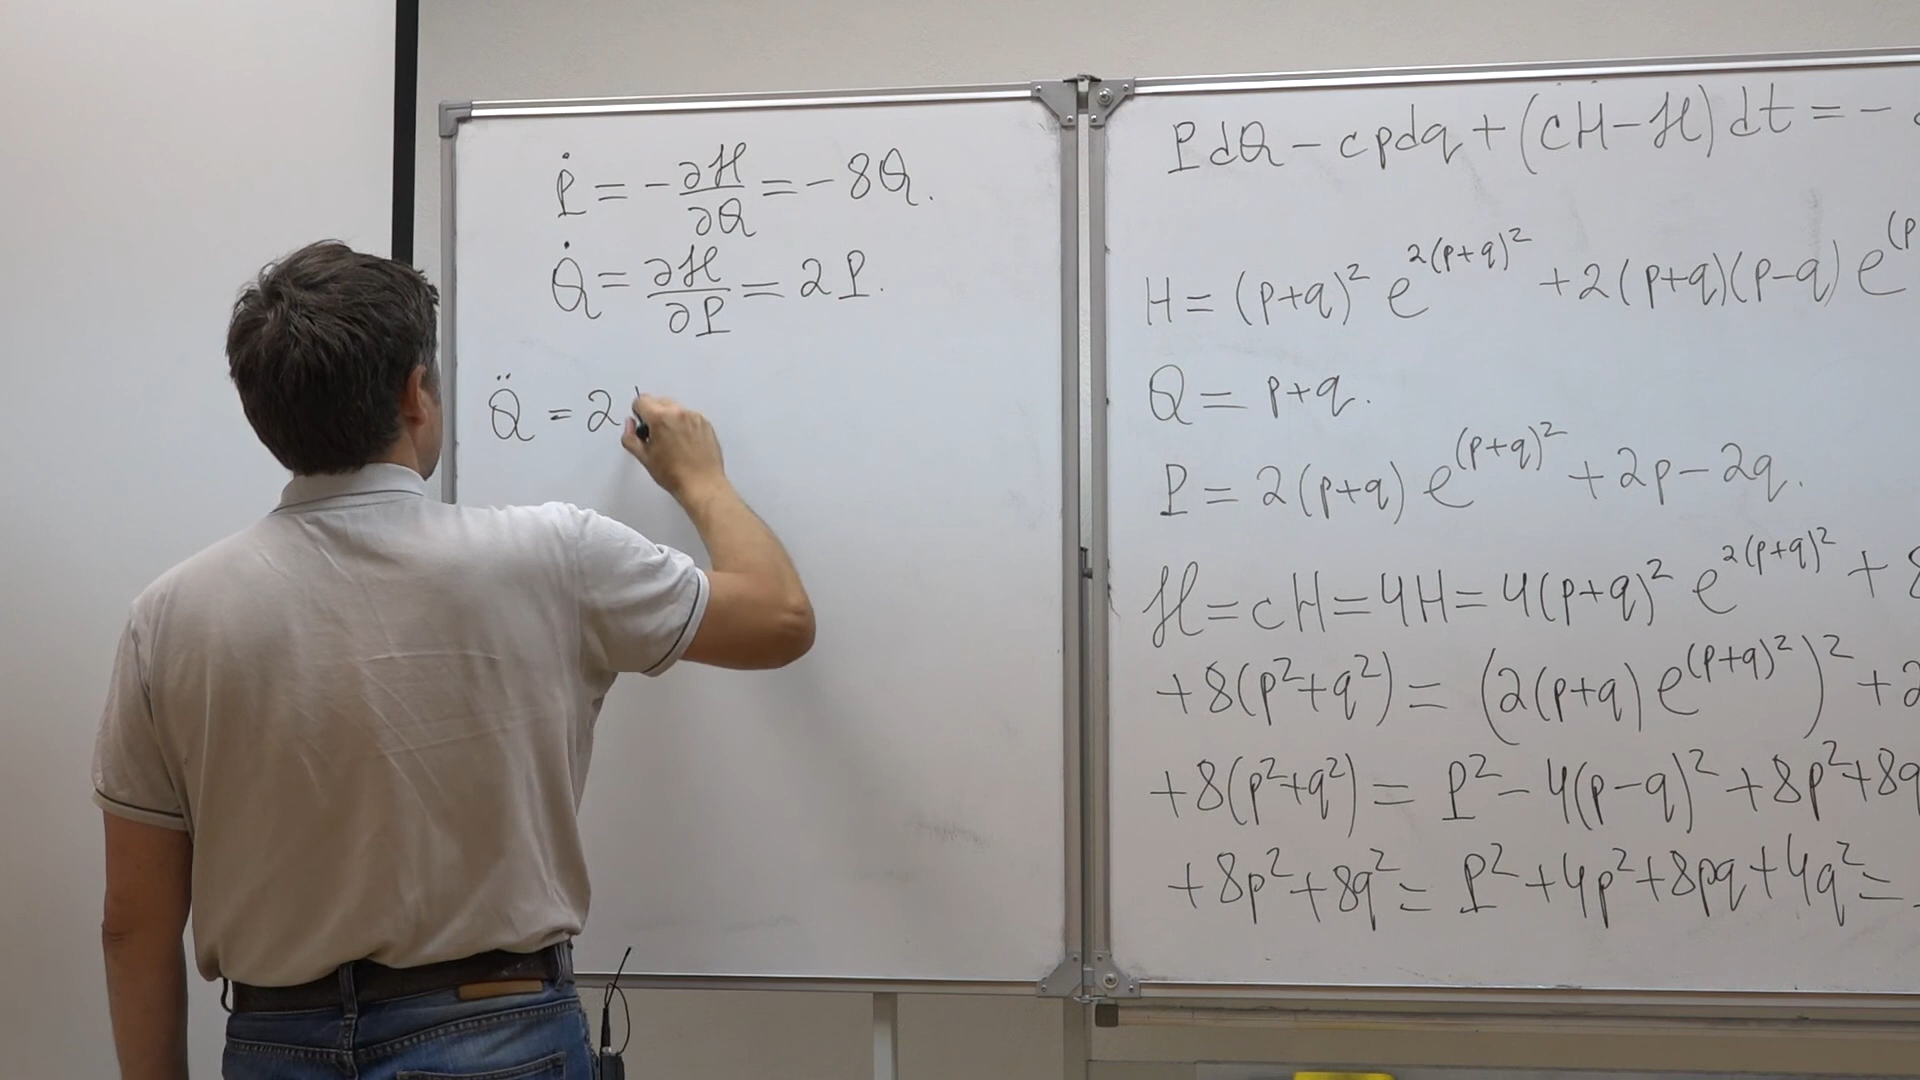 Ṗ = -∂ℋ/∂Q = -8Q.
Q̇ = ∂ℋ/∂P = 2P.
Q̈ = 2
PdQ - cpdq + (cH - ℋ)dt = -
H = (p+q)² e^{2(p+q)²} + 2(p+q)(p-q) e^{(p
Q = p+q.
P = 2(p+q) e^{(p+q)²} + 2p - 2q.
ℋ = cH = 4H = 4(p+q)² e^{2(p+q)²} + 8
+8(p²+q²) = (2(p+q) e^{(p+q)²})² + 2
+8(p²+q²) = P² - 4(p-q)² + 8p² + 8q
+8p² + 8q² = P² + 4p² + 8pq + 4q² =